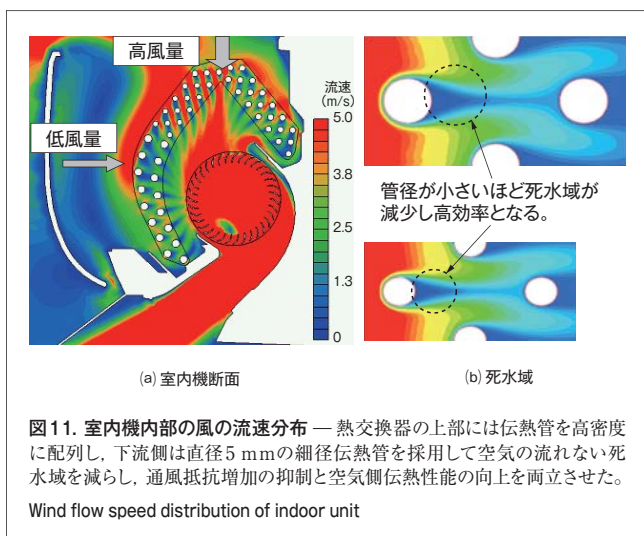 高風量
低風量
流速
(m/s)
5.0
3.8
2.5
1.3
0
管径が小さいほど死水域が
減少し高効率となる。
(a) 室内機断面
(b) 死水域
図11. 室内機内部の風の流速分布 — 熱交換器の上部には伝熱管を高密度
に配列し,下流側は直径5 mmの細径伝熱管を採用して空気の流れない死
水域を減らし,通風抵抗増加の抑制と空気側伝熱性能の向上を両立させた。
Wind flow speed distribution of indoor unit